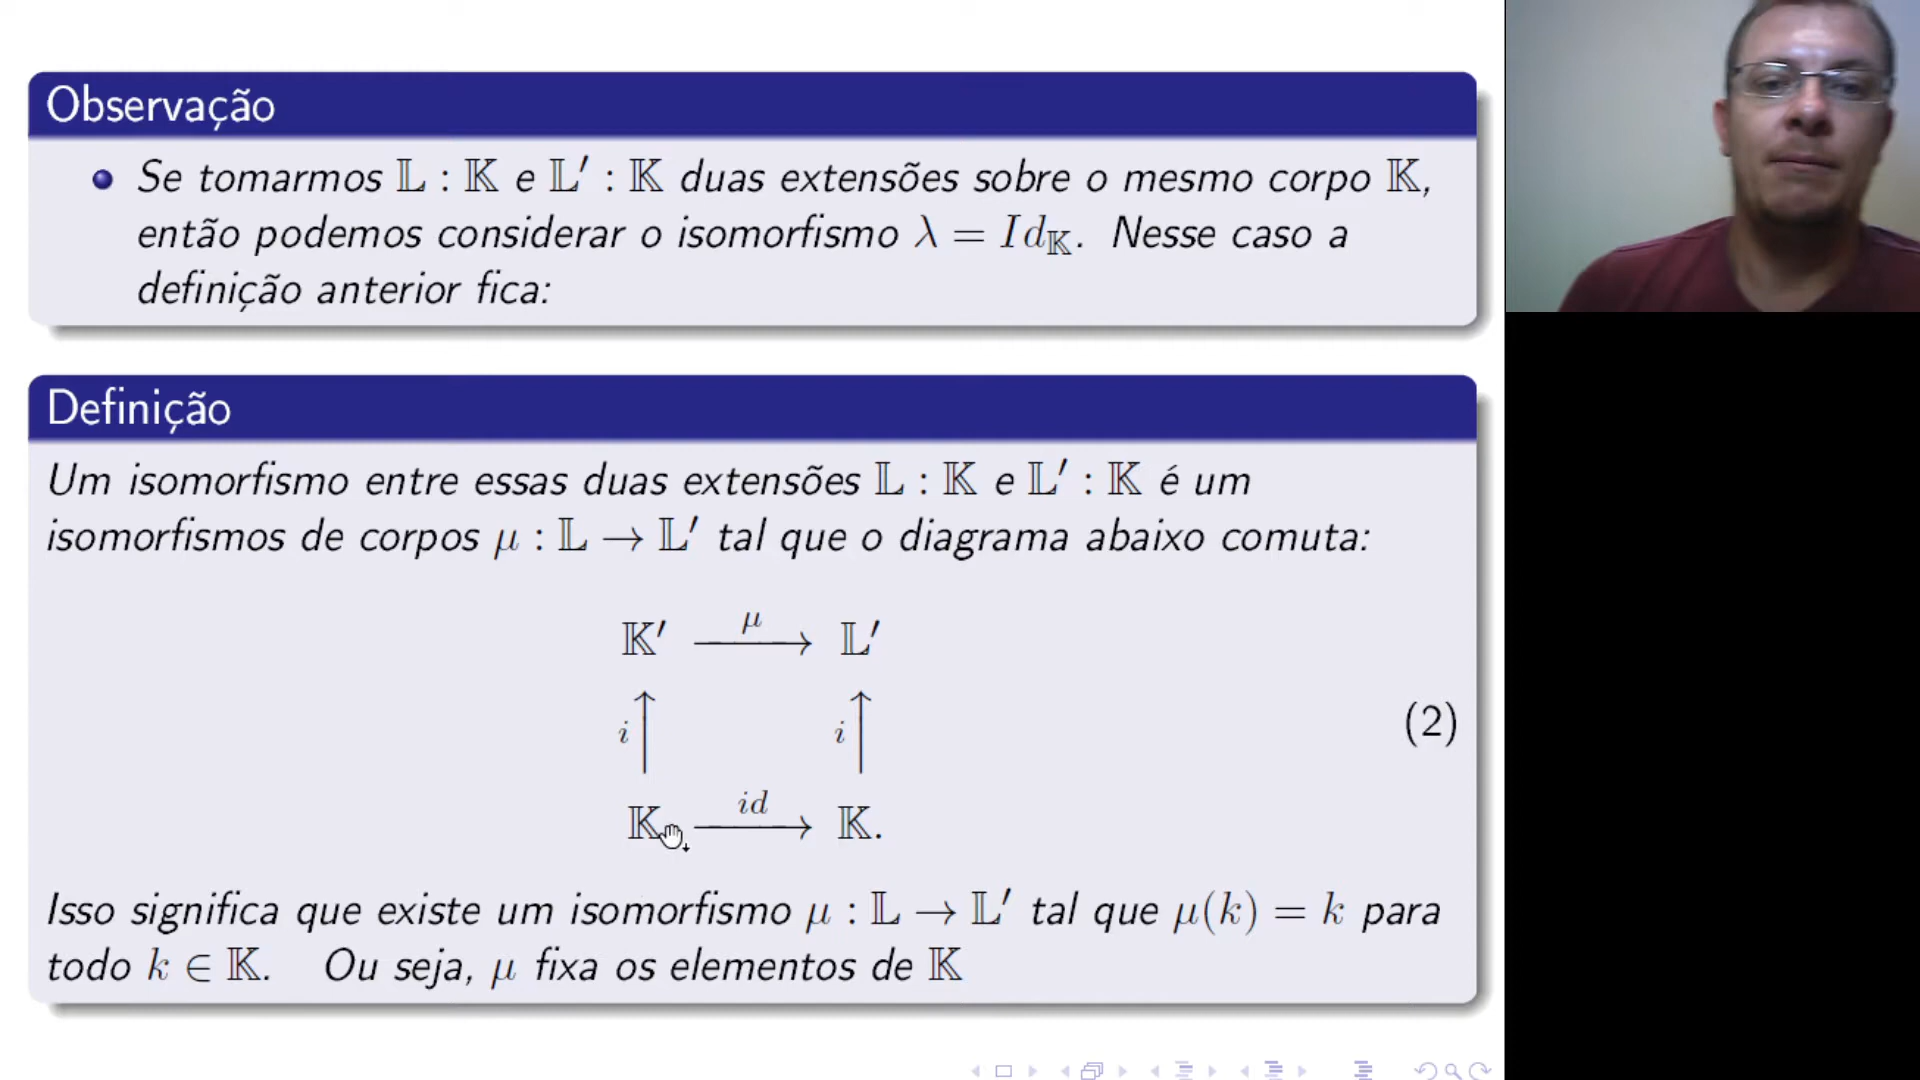 Observação
Se tomarmos 𝕃 : 𝕂 e 𝕃′ : 𝕂 duas extensões sobre o mesmo corpo 𝕂,
então podemos considerar o isomorfismo λ = Id_𝕂. Nesse caso a
definição anterior fica:
Definição
Um isomorfismo entre essas duas extensões 𝕃 : 𝕂 e 𝕃′ : 𝕂 é um
isomorfismos de corpos μ : 𝕃 → 𝕃′ tal que o diagrama abaixo comuta:
μ
𝕂′ → 𝕃′
i ↑ i ↑
(2)
id
𝕂 → 𝕂.
Isso significa que existe um isomorfismo μ : 𝕃 → 𝕃′ tal que μ(k) = k para
todo k ∈ 𝕂. Ou seja, μ fixa os elementos de 𝕂